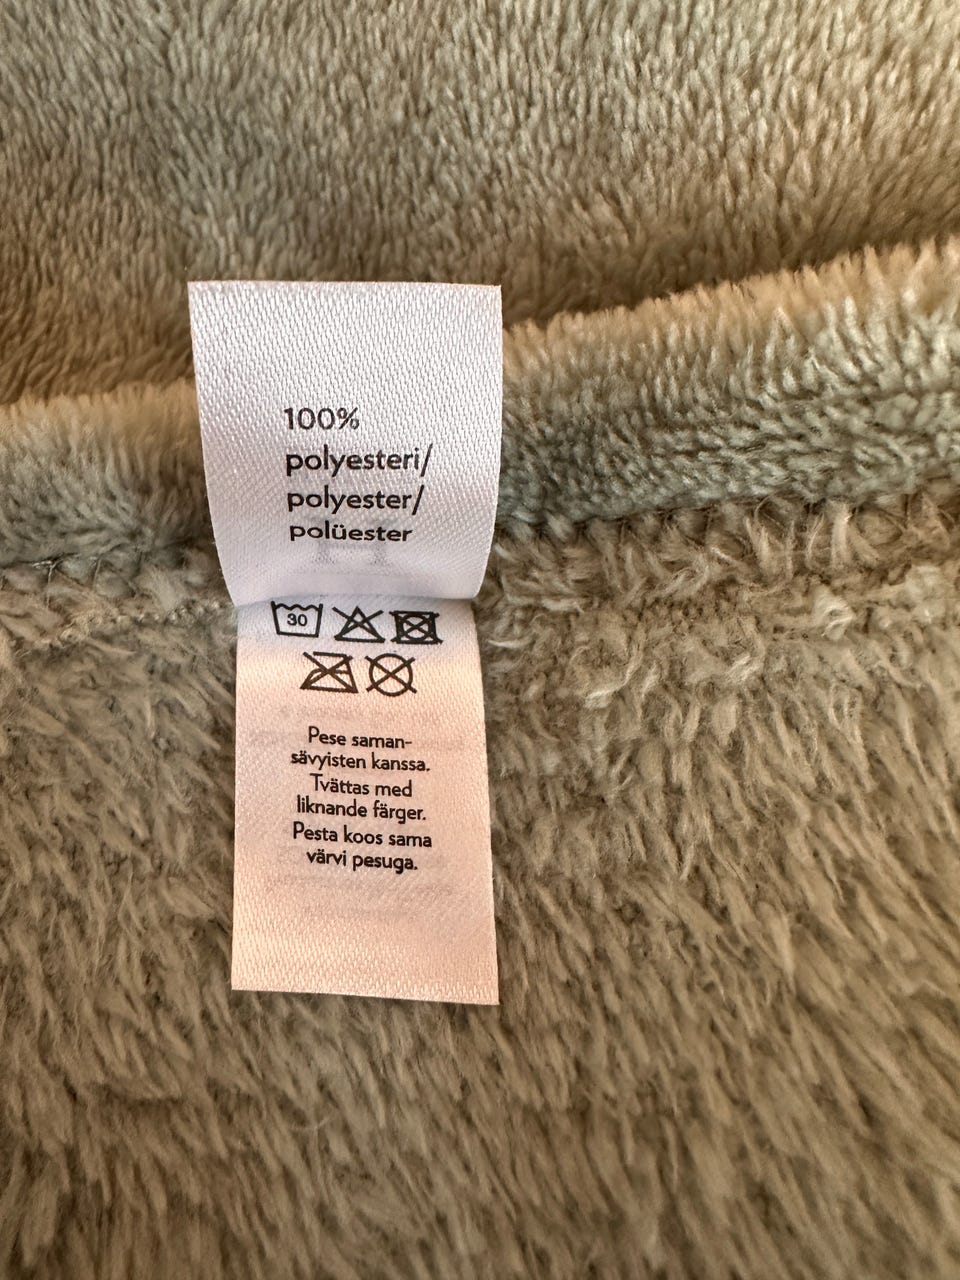 100%
polyesteri/
polyester/
polüester
30
Pese saman-
sävyisten kanssa.
Tvättas med
liknande färger.
Pesta koos sama
värvi pesuga.